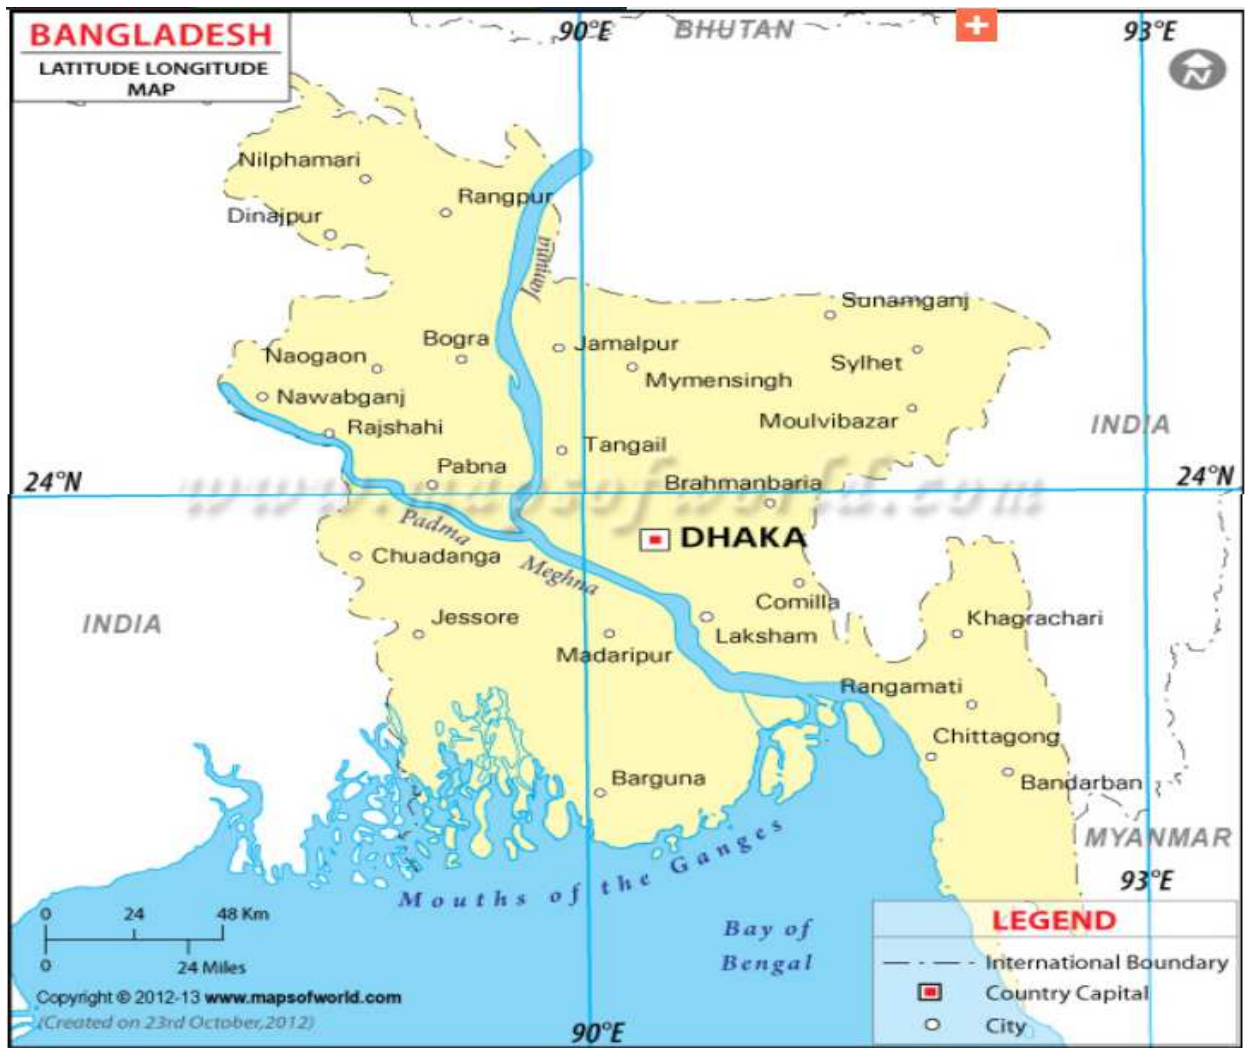 BANGLADESH
LATITUDE LONGITUDE
MAP
90°E
BHUTAN
93°E
N
Nilphamari
Rangpur
Dinajpur
Jamuna
Sunamganj
Bogra
Jamalpur
Naogaon
Sylhet
Mymensingh
Nawabganj
Moulvibazar
Rajshahi
INDIA
Tangail
Pabna
24°N
Brahmanbaria
24°N
www.mapsofworld.com
Padma
DHAKA
Chuadanga
Meghna
Comilla
INDIA
Jessore
Khagrachari
Laksham
Madaripur
Rangamati
Chittagong
Barguna
Bandarban
MYANMAR
Mouths of the Ganges
93°E
0 24 48 Km
0 24 Miles
Bay of
Bengal
LEGEND
International Boundary
Country Capital
City
Copyright © 2012-13 www.mapsofworld.com
(Created on 23rd October,2012)
90°E